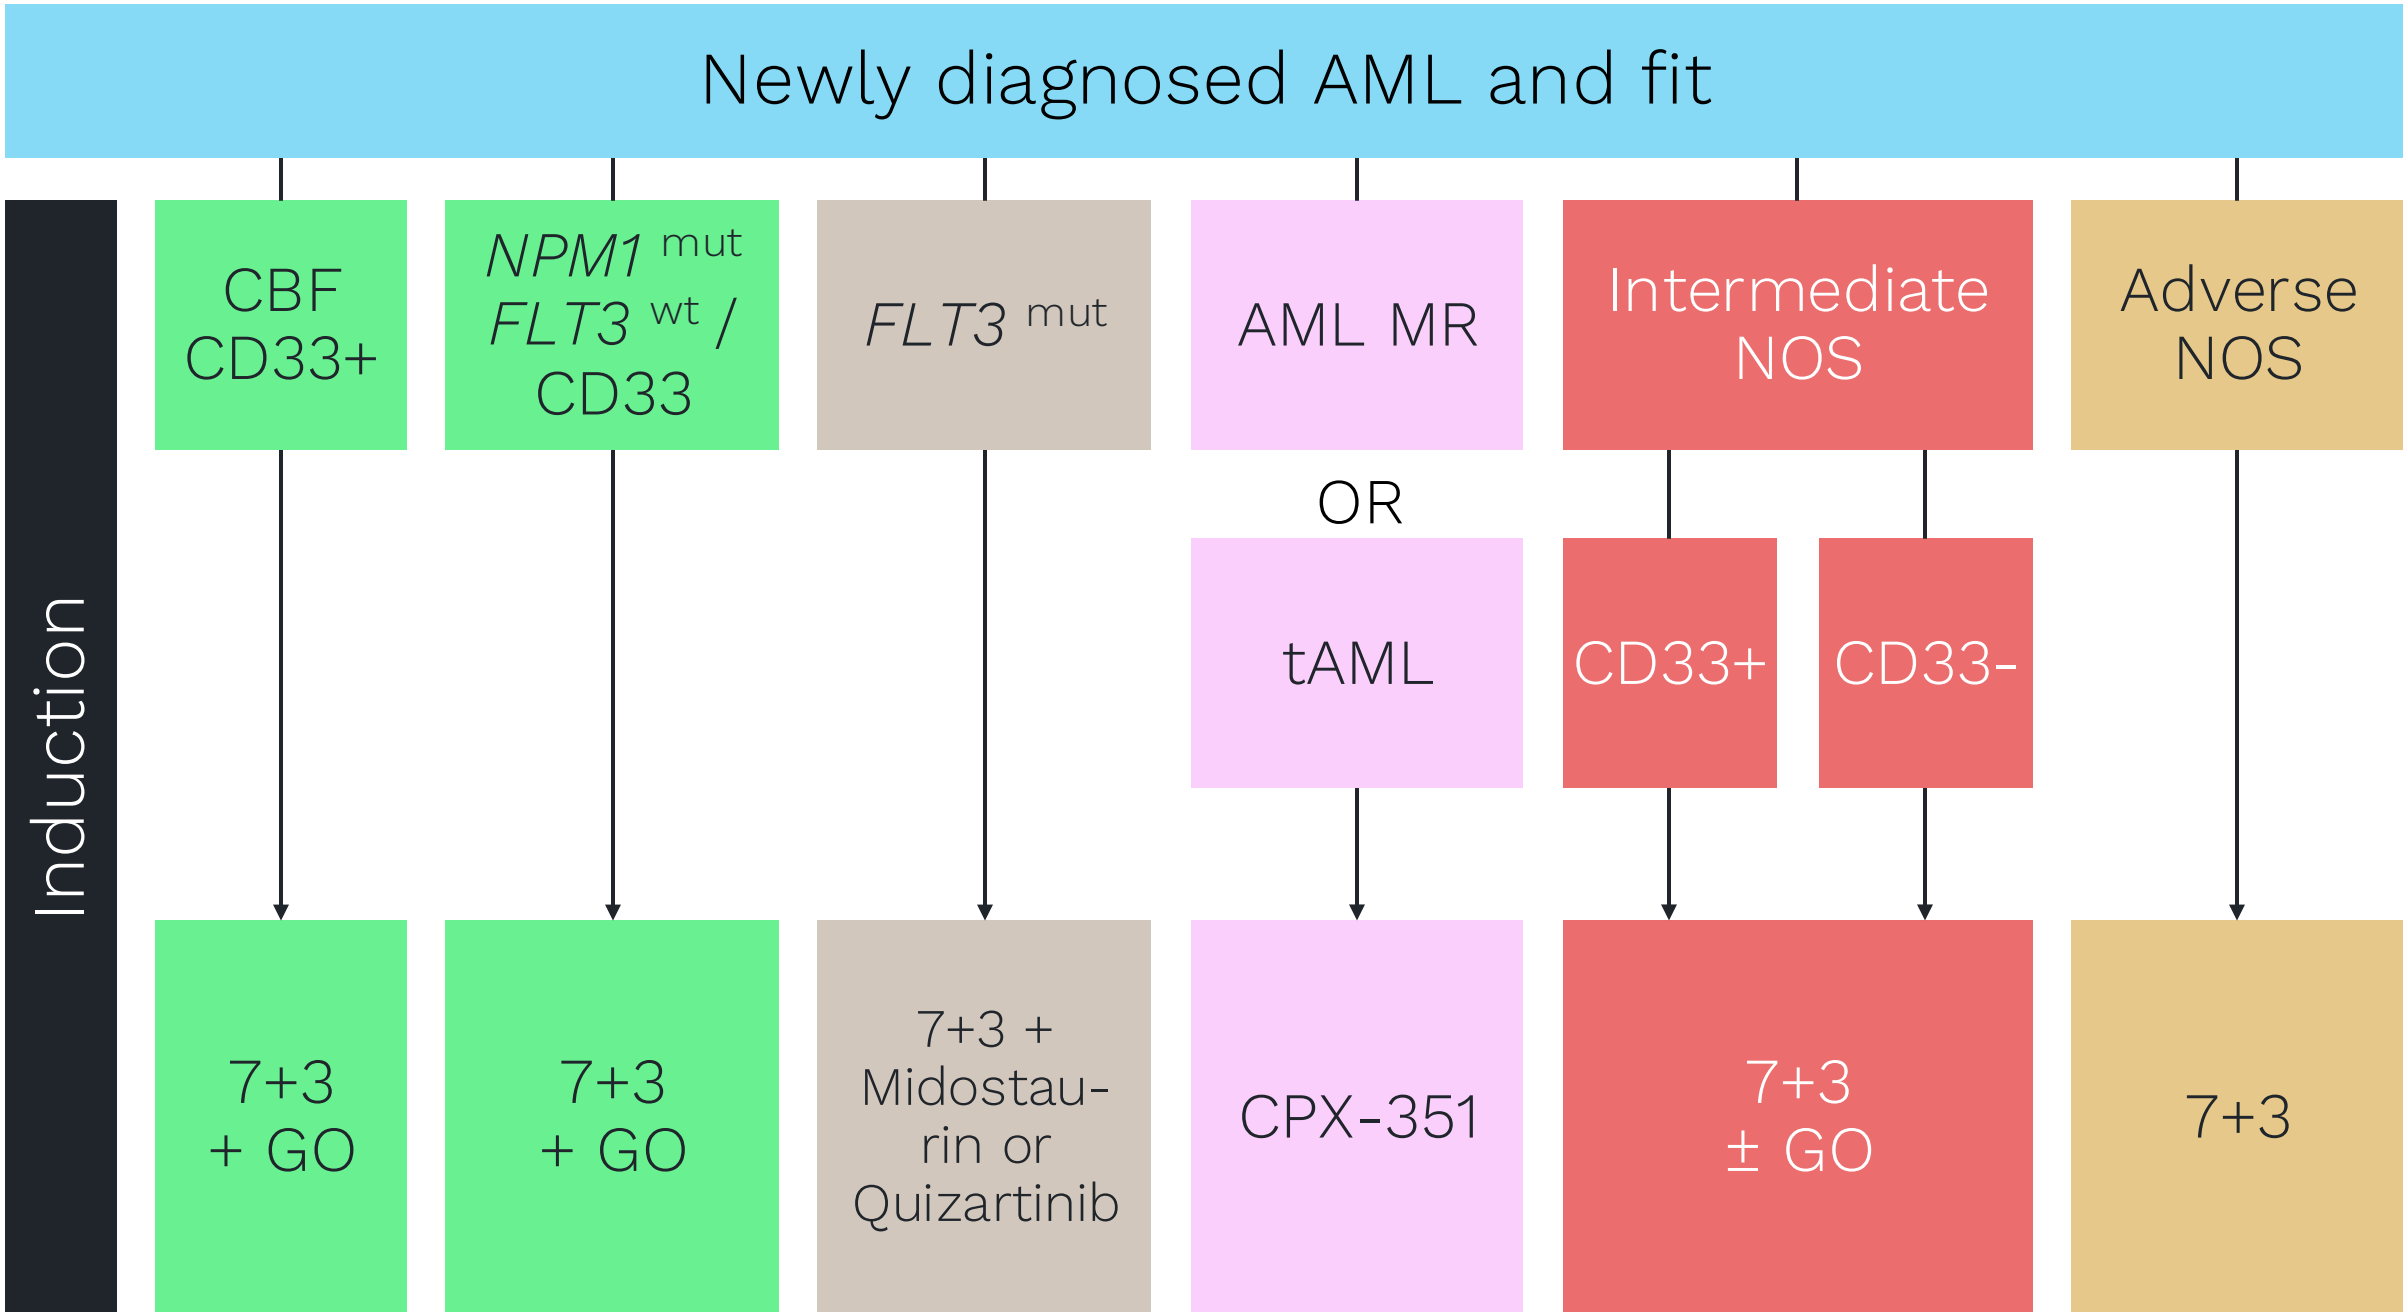 Newly diagnosed AML and fit
Induction
CBF
CD33+
NPM1 mut
FLT3 wt /
CD33
FLT3 mut
AML MR
OR
tAML
Intermediate
NOS
CD33+
CD33-
Adverse
NOS
7+3
+ GO
7+3
+ GO
7+3 +
Midostau-
rin or
Quizartinib
CPX-351
7+3
± GO
7+3